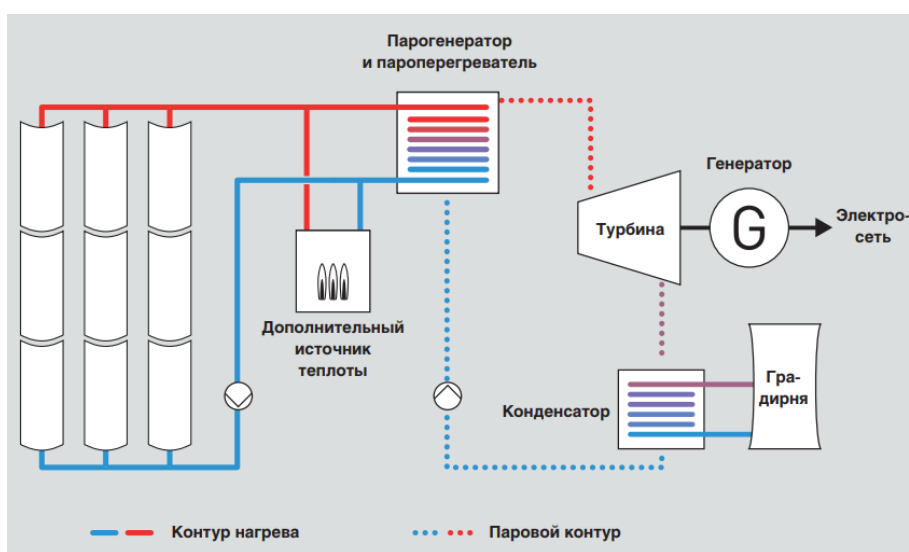 Парогенератор
и пароперегреватель
Генератор
G
Турбина
Электро-
сеть
Дополнительный
источник
теплоты
Конденсатор
Гра-
дирня
Контур нагрева
Паровой контур